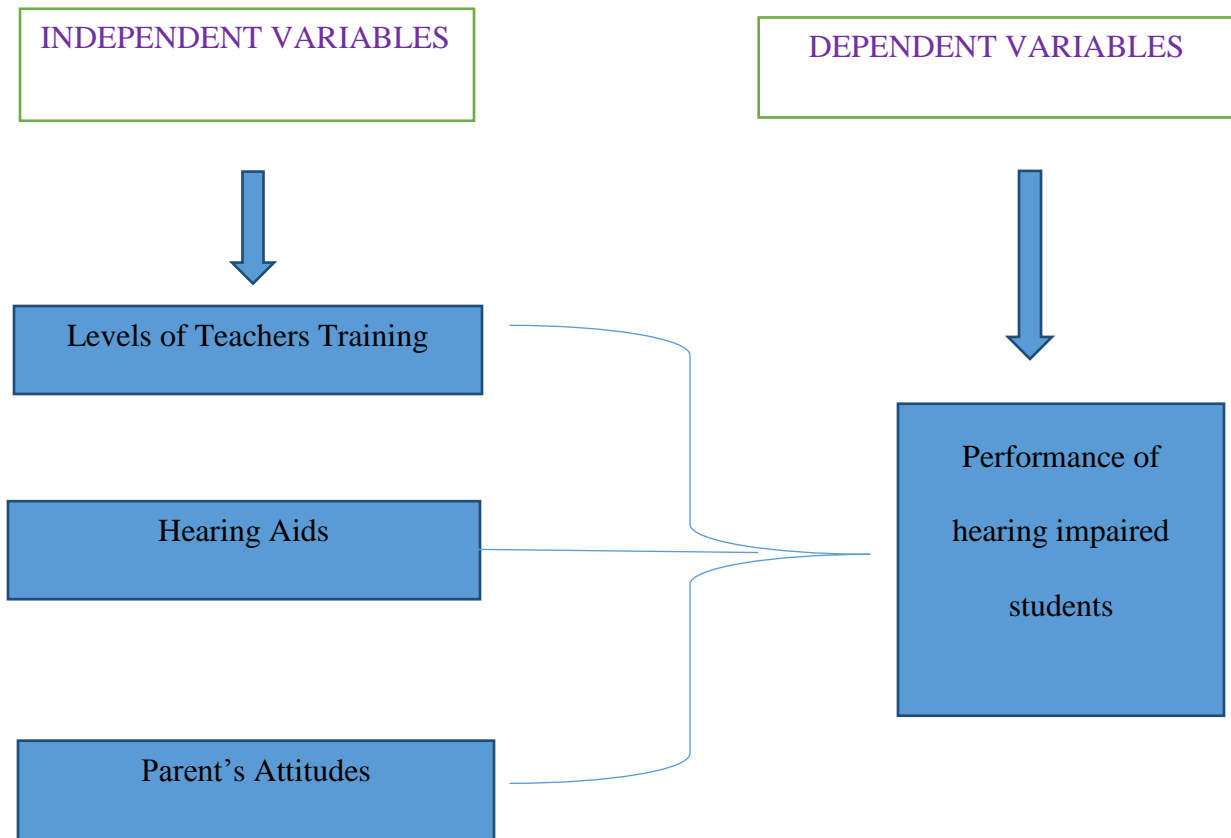 INDEPENDENT VARIABLES
DEPENDENT VARIABLES
Levels of Teachers Training
Hearing Aids
Parent’s Attitudes
Performance of
hearing impaired
students